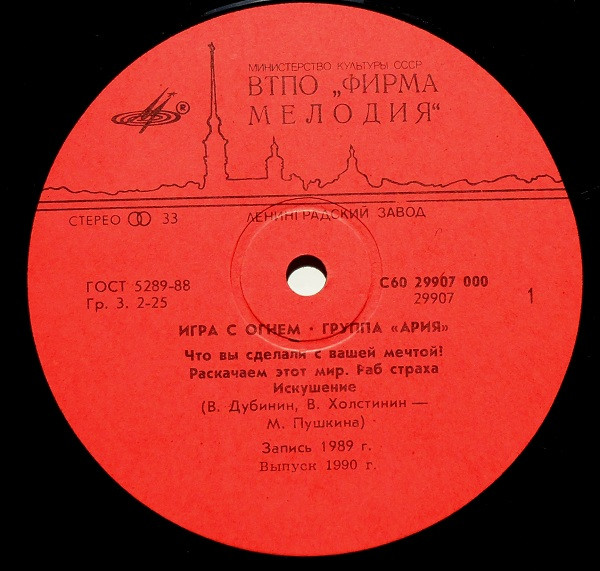 МИНИСТЕРСТВО КУЛЬТУРЫ СССР
ВТПО „ФИРМА
МЕЛОДИЯ“
®
СТЕРЕО 33
ЛЕНИНГРАДСКИЙ ЗАВОД
ГОСТ 5289-88
Гр. 3. 2-25
С60 29907 000
29907
1
ИГРА С ОГНЕМ · ГРУППА «АРИЯ»
Что вы сделали с вашей мечтой!
Раскачаем этот мир. Раб страха
Искушение
(В. Дубинин, В. Холстинин —
М. Пушкина)
Запись 1989 г.
Выпуск 1990 г.